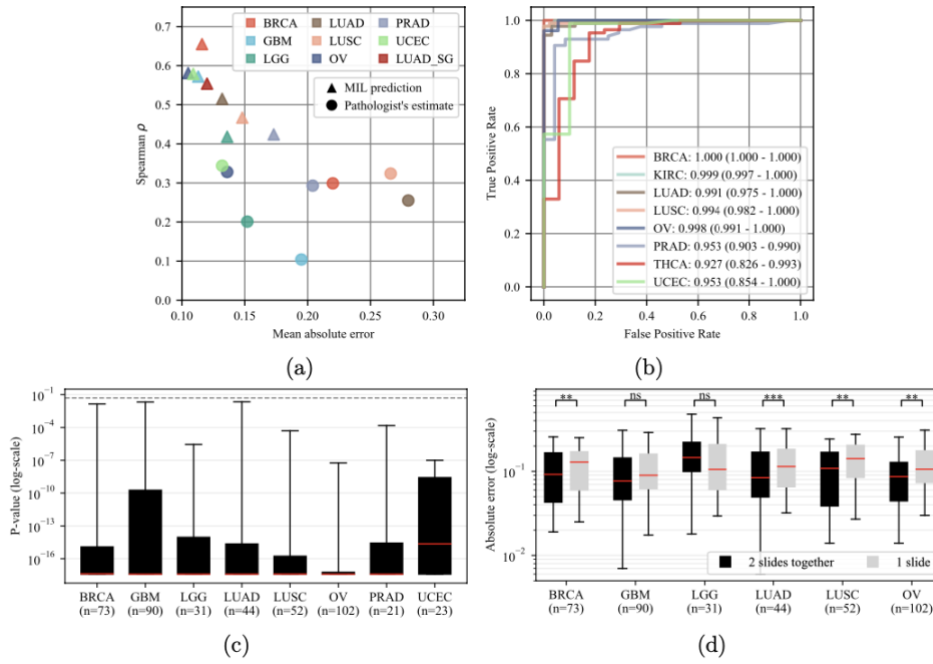 BRCA LUAD PRAD
GBM LUSC UCEC
LGG OV LUAD_SG
MIL prediction
Pathologist's estimate
0.7
0.6
0.5
0.4
0.3
0.2
0.1
0.0
Spearman ρ
0.10 0.15 0.20 0.25 0.30
Mean absolute error
(a)
1.0
0.8
0.6
0.4
0.2
0.0
True Positive Rate
BRCA: 1.000 (1.000 - 1.000)
KIRC: 0.999 (0.997 - 1.000)
LUAD: 0.991 (0.975 - 1.000)
LUSC: 0.994 (0.982 - 1.000)
OV: 0.998 (0.991 - 1.000)
PRAD: 0.953 (0.903 - 0.990)
THCA: 0.927 (0.826 - 0.993)
UCEC: 0.953 (0.854 - 1.000)
0.0 0.2 0.4 0.6 0.8 1.0
False Positive Rate
(b)
10⁻¹
10⁻⁴
10⁻⁷
10⁻¹⁰
10⁻¹³
10⁻¹⁶
P-value (log-scale)
BRCA GBM LGG LUAD LUSC OV PRAD UCEC
(n=73) (n=90) (n=31) (n=44) (n=52) (n=102) (n=21) (n=23)
(c)
** ns ns *** ** **
10⁻¹
10⁻²
Absolute error (log-scale)
2 slides together 1 slide
BRCA GBM LGG LUAD LUSC OV
(n=73) (n=90) (n=31) (n=44) (n=52) (n=102)
(d)